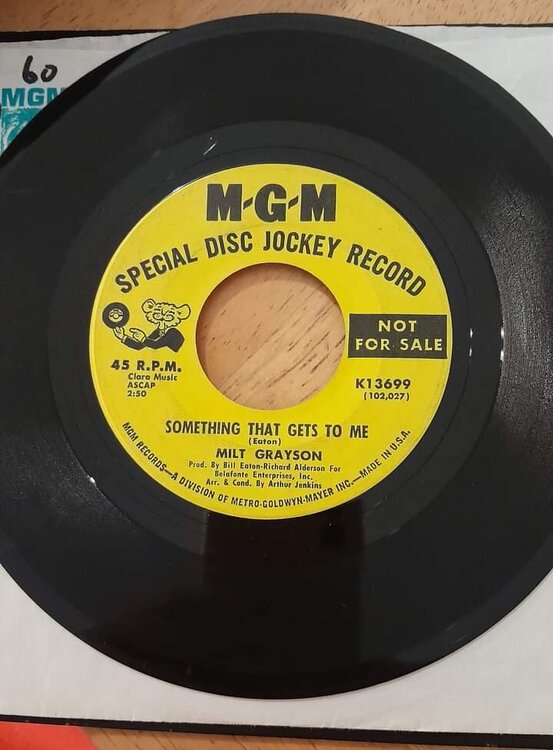 60
MGM
M-G-M
SPECIAL DISC JOCKEY RECORD
NOT
FOR SALE
45 R.P.M.
Clara Music
ASCAP
2:50
K13699
(102,027)
SOMETHING THAT GETS TO ME
(Eaton)
MILT GRAYSON
Prod. By Bill Eaton-Richard Alderson For
Belafonte Enterprises, Inc.
Arr. & Cond. By Arthur Jenkins
MGM RECORDS—A DIVISION OF METRO-GOLDWYN-MAYER INC.—MADE IN U.S.A.